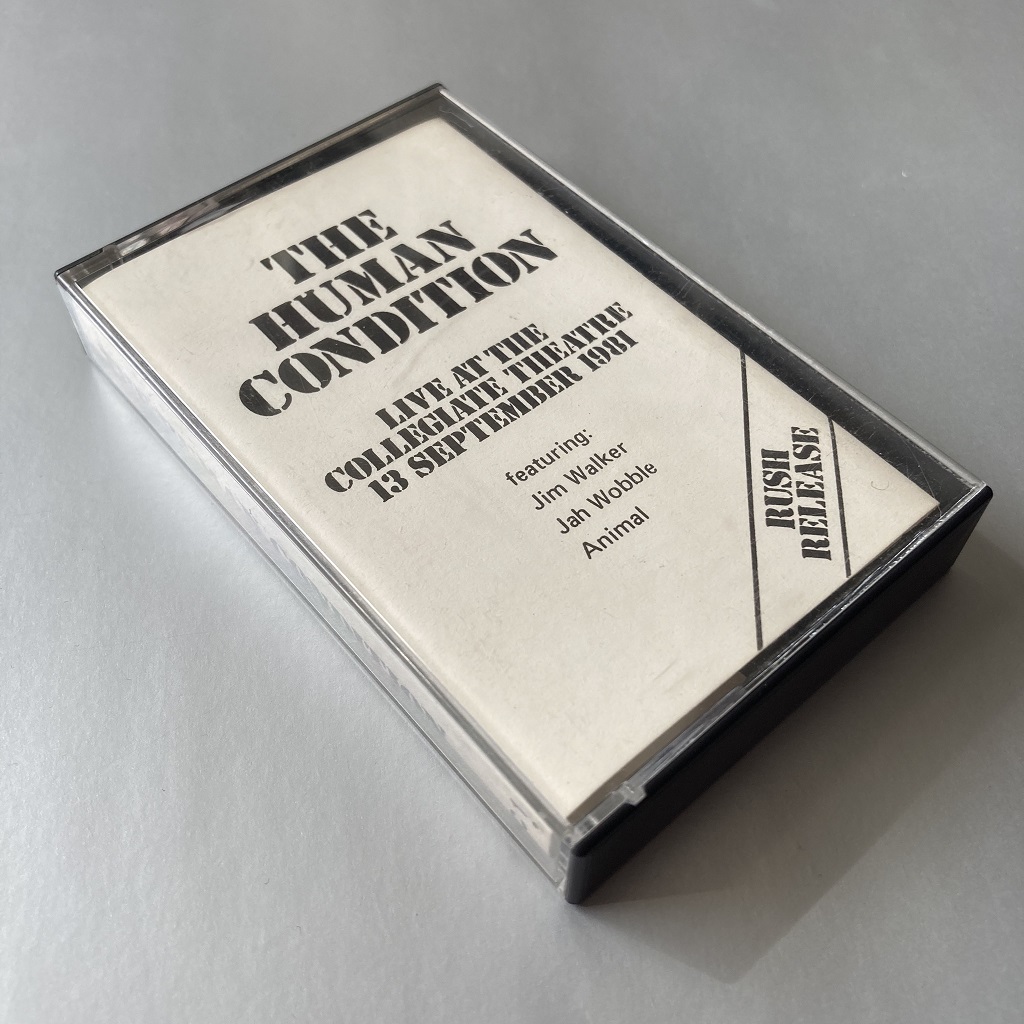 THE
HUMAN
CONDITION
LIVE AT THE
COLLEGIATE THEATRE
13 SEPTEMBER 1981
featuring:
Jim Walker
Jah Wobble
Animal
RUSH
RELEASE